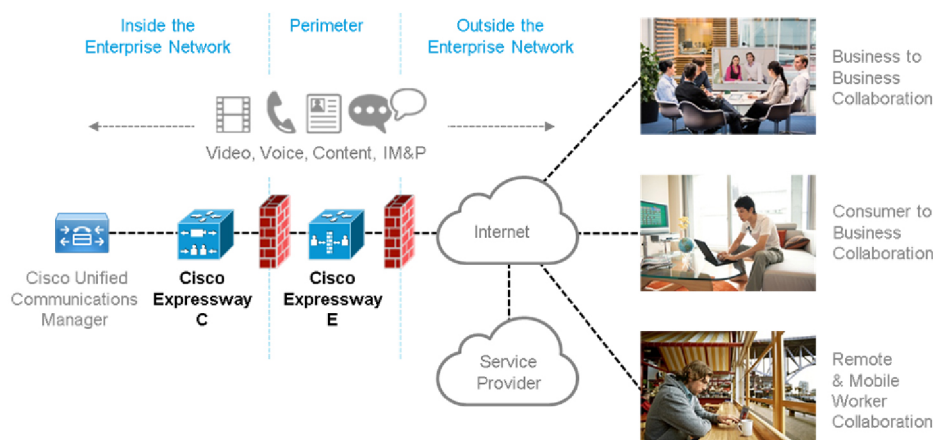 Inside the
Enterprise Network
Perimeter
Outside the
Enterprise Network
Video, Voice, Content, IM&P
Business to
Business
Collaboration
Internet
Consumer to
Business
Collaboration
Cisco Unified
Communications
Manager
Cisco
Expressway
C
Cisco
Expressway
E
Service
Provider
Remote
& Mobile
Worker
Collaboration